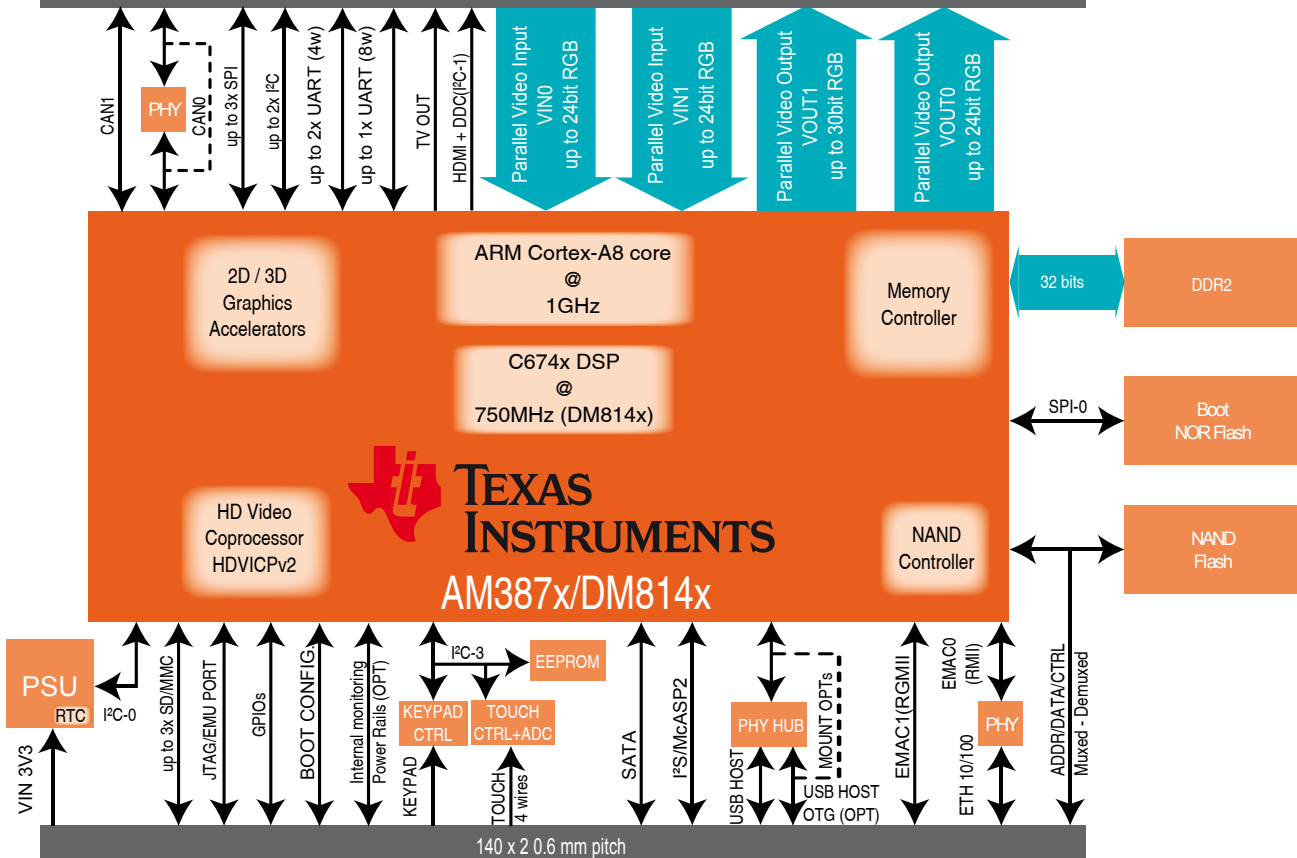 CAN1
PHY
CAN0
up to 3x SPI
up to 2x I²C
up to 2x UART (4w)
up to 1x UART (8w)
TV OUT
HDMI + DDC(I²C-1)
Parallel Video Input
VIN0
up to 24bit RGB
Parallel Video Input
VIN1
up to 24bit RGB
Parallel Video Output
VOUT1
up to 30bit RGB
Parallel Video Output
VOUT0
up to 24bit RGB
2D / 3D
Graphics
Accelerators
ARM Cortex-A8 core
@
1GHz
Memory
Controller
32 bits
DDR2
C674x DSP
@
750MHz (DM814x)
SPI-0
Boot
NOR Flash
HD Video
Coprocessor
HDVICPv2
TEXAS
INSTRUMENTS
NAND
Controller
NAND
Flash
AM387x/DM814x
PSU
RTC
I²C-0
VIN 3V3
up to 3x SD/MMC
JTAG/EMU PORT
GPIOs
BOOT CONFIG.
Internal monitoring
Power Rails (OPT)
I²C-3
EEPROM
KEYPAD
CTRL
TOUCH
CTRL+ADC
KEYPAD
TOUCH
4 wires
SATA
I²S/McASP2
PHY HUB
MOUNT OPTs
USB HOST
USB HOST
OTG (OPT)
EMAC1(RGMII)
EMAC0
(RMII)
PHY
ETH 10/100
ADDR/DATA/CTRL
Muxed - Demuxed
140 x 2 0.6 mm pitch